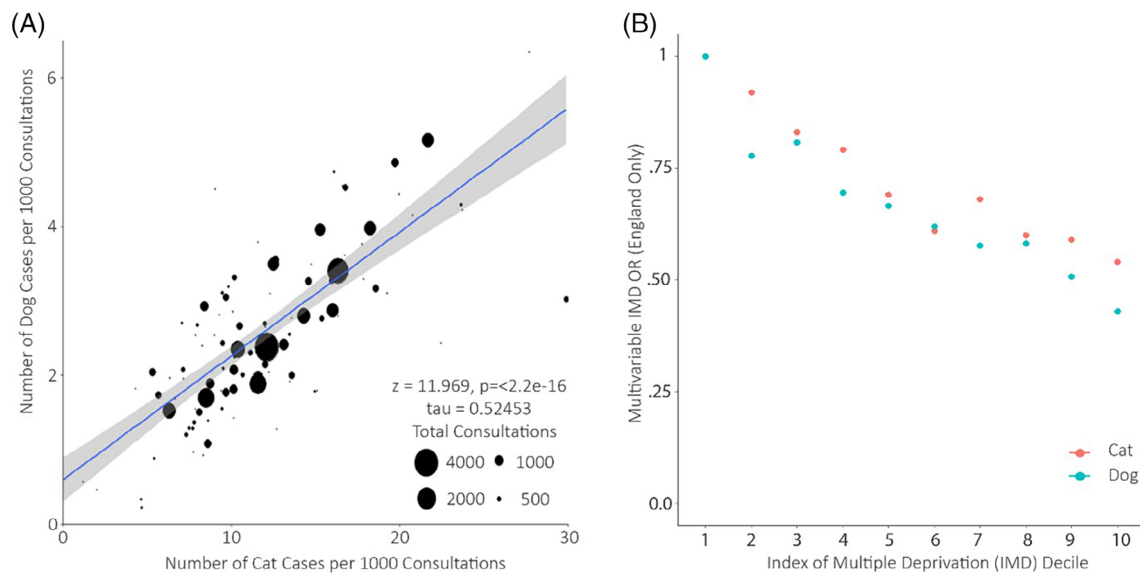 (A)
Number of Dog Cases per 1000 Consultations
6
4
2
0
0 10 20 30
Number of Cat Cases per 1000 Consultations
z = 11.969, p=<2.2e-16
tau = 0.52453
Total Consultations
4000 1000
2000 500
(B)
Multivariable IMD OR (England Only)
1
.75
.50
.25
0.0
1 2 3 4 5 6 7 8 9 10
Index of Multiple Deprivation (IMD) Decile
Cat
Dog